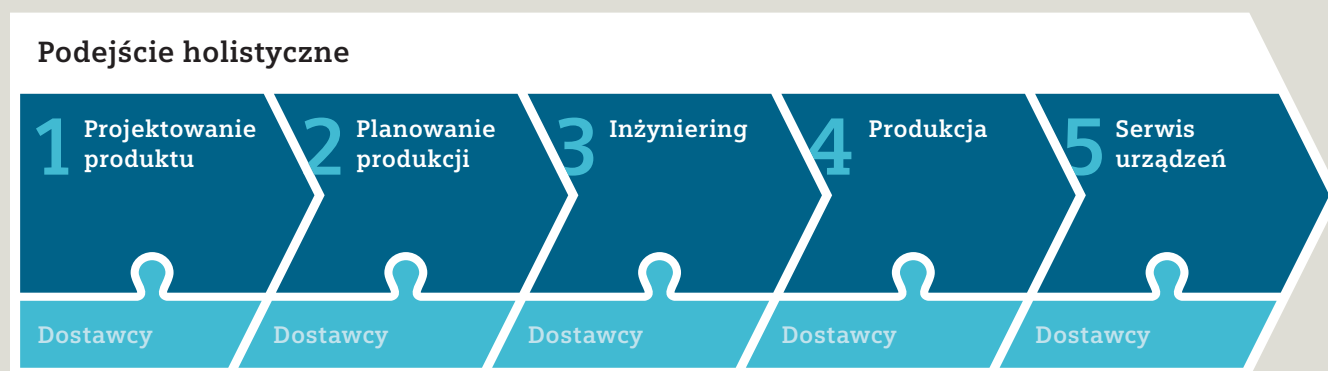 Podejście holistyczne
1 Projektowanie
produktu
2 Planowanie
produkcji
3 Inżyniering
4 Produkcja
5 Serwis
urządzeń
Dostawcy
Dostawcy
Dostawcy
Dostawcy
Dostawcy